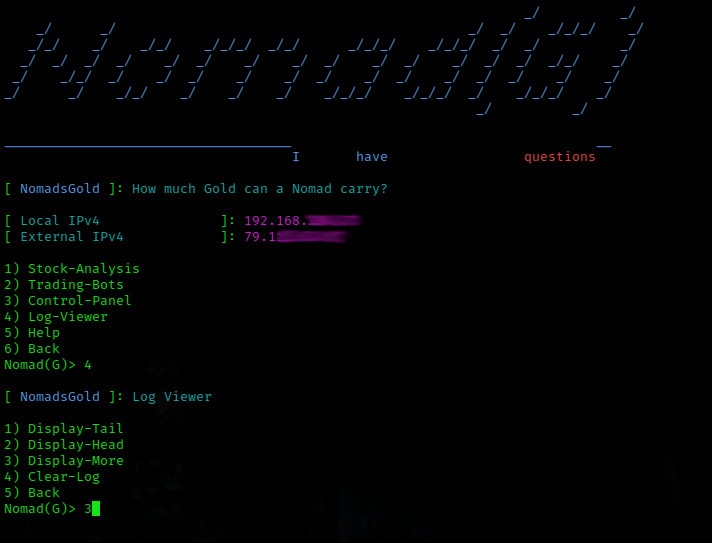 Nomad(G)
I have questions
[ NomadsGold ]: How much Gold can a Nomad carry?
[ Local IPv4 ]: 192.168.
[ External IPv4 ]: 79.1
1) Stock-Analysis
2) Trading-Bots
3) Control-Panel
4) Log-Viewer
5) Help
6) Back
Nomad(G)> 4
[ NomadsGold ]: Log Viewer
1) Display-Tail
2) Display-Head
3) Display-More
4) Clear-Log
5) Back
Nomad(G)> 3